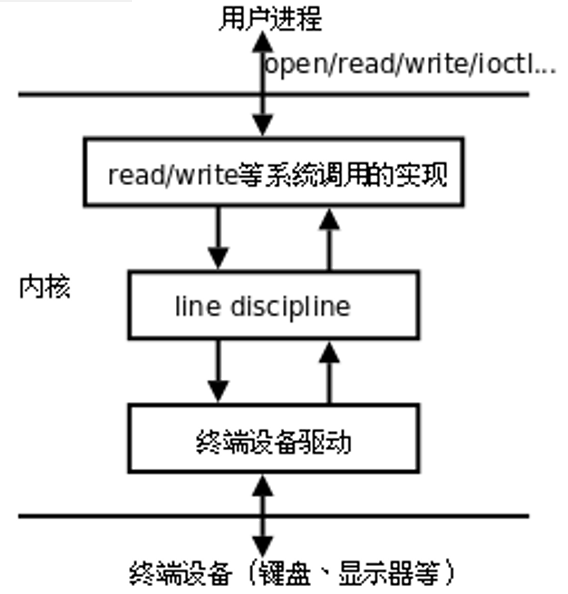 用户进程
open/read/write/ioctl...
read/write等系统调用的实现
内核
line discipline
终端设备驱动
终端设备（键盘、显示器等）